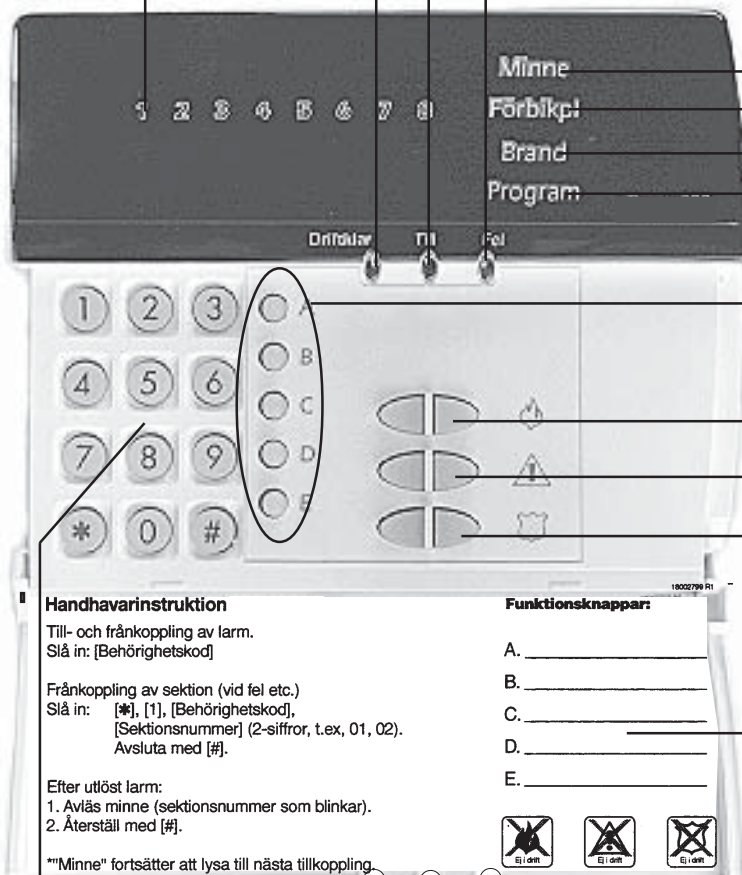 Minne
1 2 3 4 5 6 7 8 Förbikpl
Brand
Program
Driftklar Till Fel
1 2 3 A
B
4 5 6 C
7 8 9 D
E
* 0 #
18002799 R1
Handhavarinstruktion
Till- och frånkoppling av larm.
Slå in: [Behörighetskod]
Frånkoppling av sektion (vid fel etc.)
Slå in: [✱], [1], [Behörighetskod],
[Sektionsnummer] (2-siffror, t.ex, 01, 02).
Avsluta med [#].
Efter utlöst larm:
1. Avläs minne (sektionsnummer som blinkar).
2. Återställ med [#].
*"Minne" fortsätter att lysa till nästa tillkoppling.
Funktionsknappar:
A.
B.
C.
D.
E.
Ej i drift Ej i drift Ej i drift